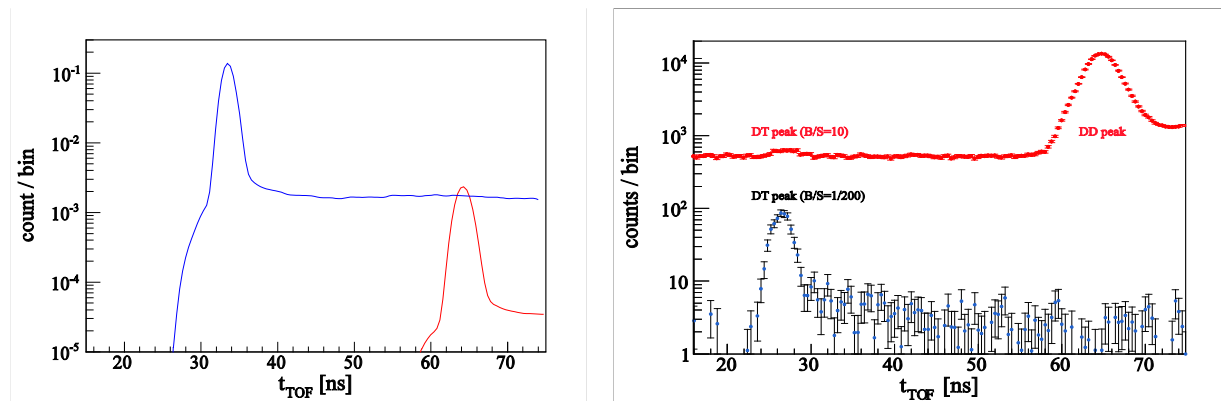 count / bin
10⁻¹
10⁻²
10⁻³
10⁻⁴
10⁻⁵
20 30 40 50 60 70
t_TOF [ns]
counts / bin
10⁴
10³
10²
10
1
DT peak (B/S=10)
DD peak
DT peak (B/S=1/200)
20 30 40 50 60 70
t_TOF [ns]